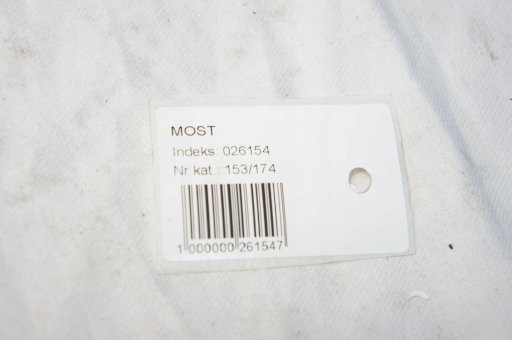 MOST
Indeks: 026154
Nr kat.: 153/174
1 000000 261547